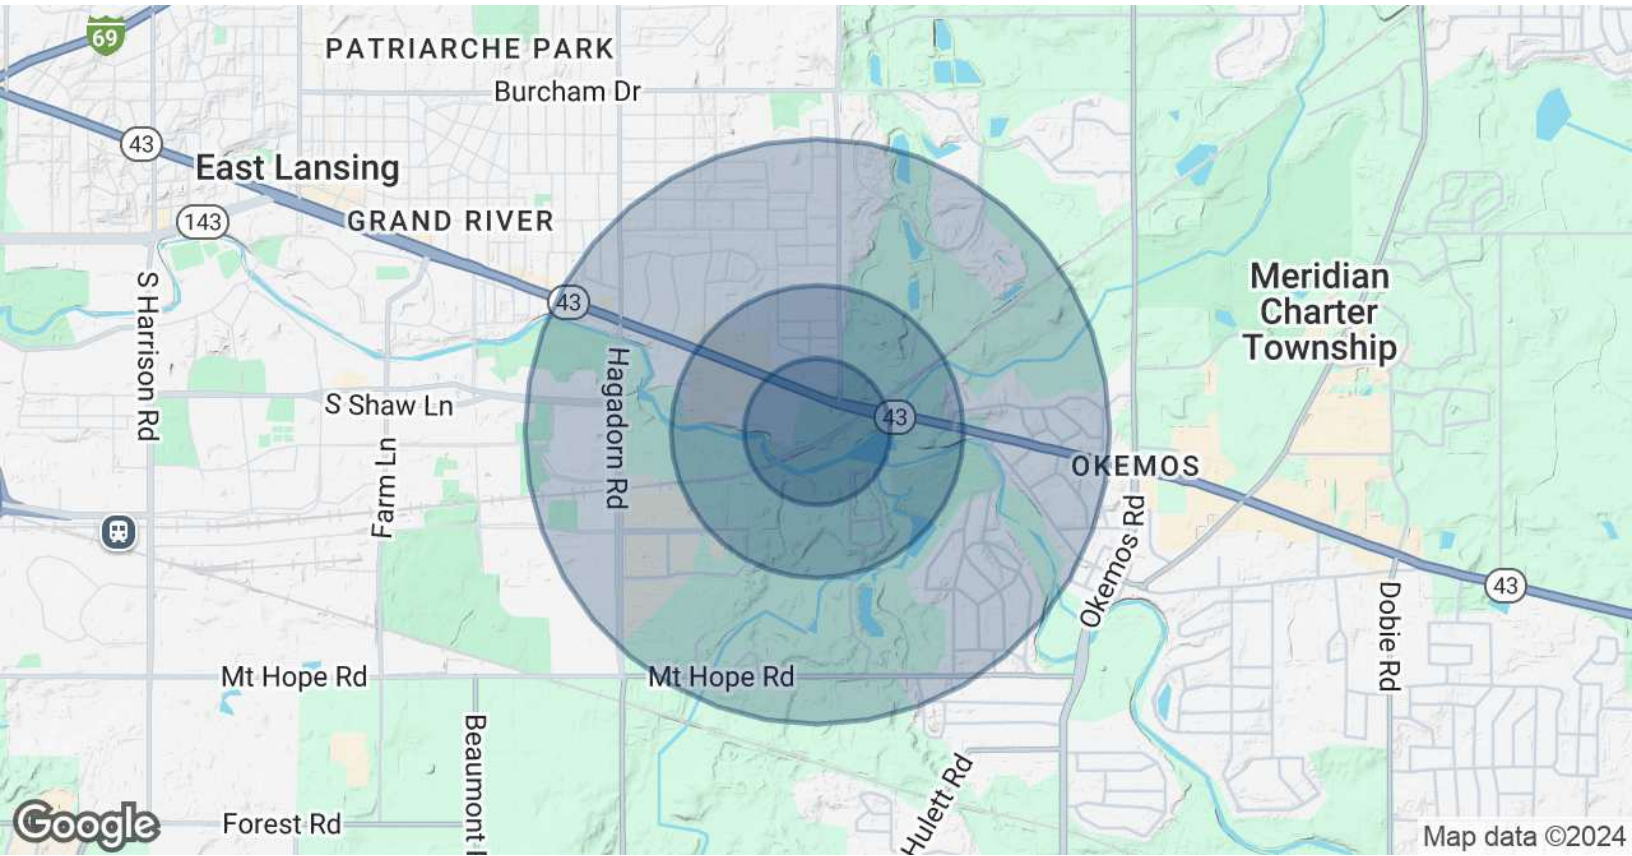 69
PATRIARCHE PARK
Burcham Dr
43
East Lansing
143
GRAND RIVER
S Harrison Rd
43
Meridian
Charter
Township
Hagadorn Rd
S Shaw Ln
43
Farm Ln
OKEMOS
Okemos Rd
43
Dobie Rd
Mt Hope Rd
Mt Hope Rd
Beaumont
Hulett Rd
Forest Rd
Google
Map data ©2024